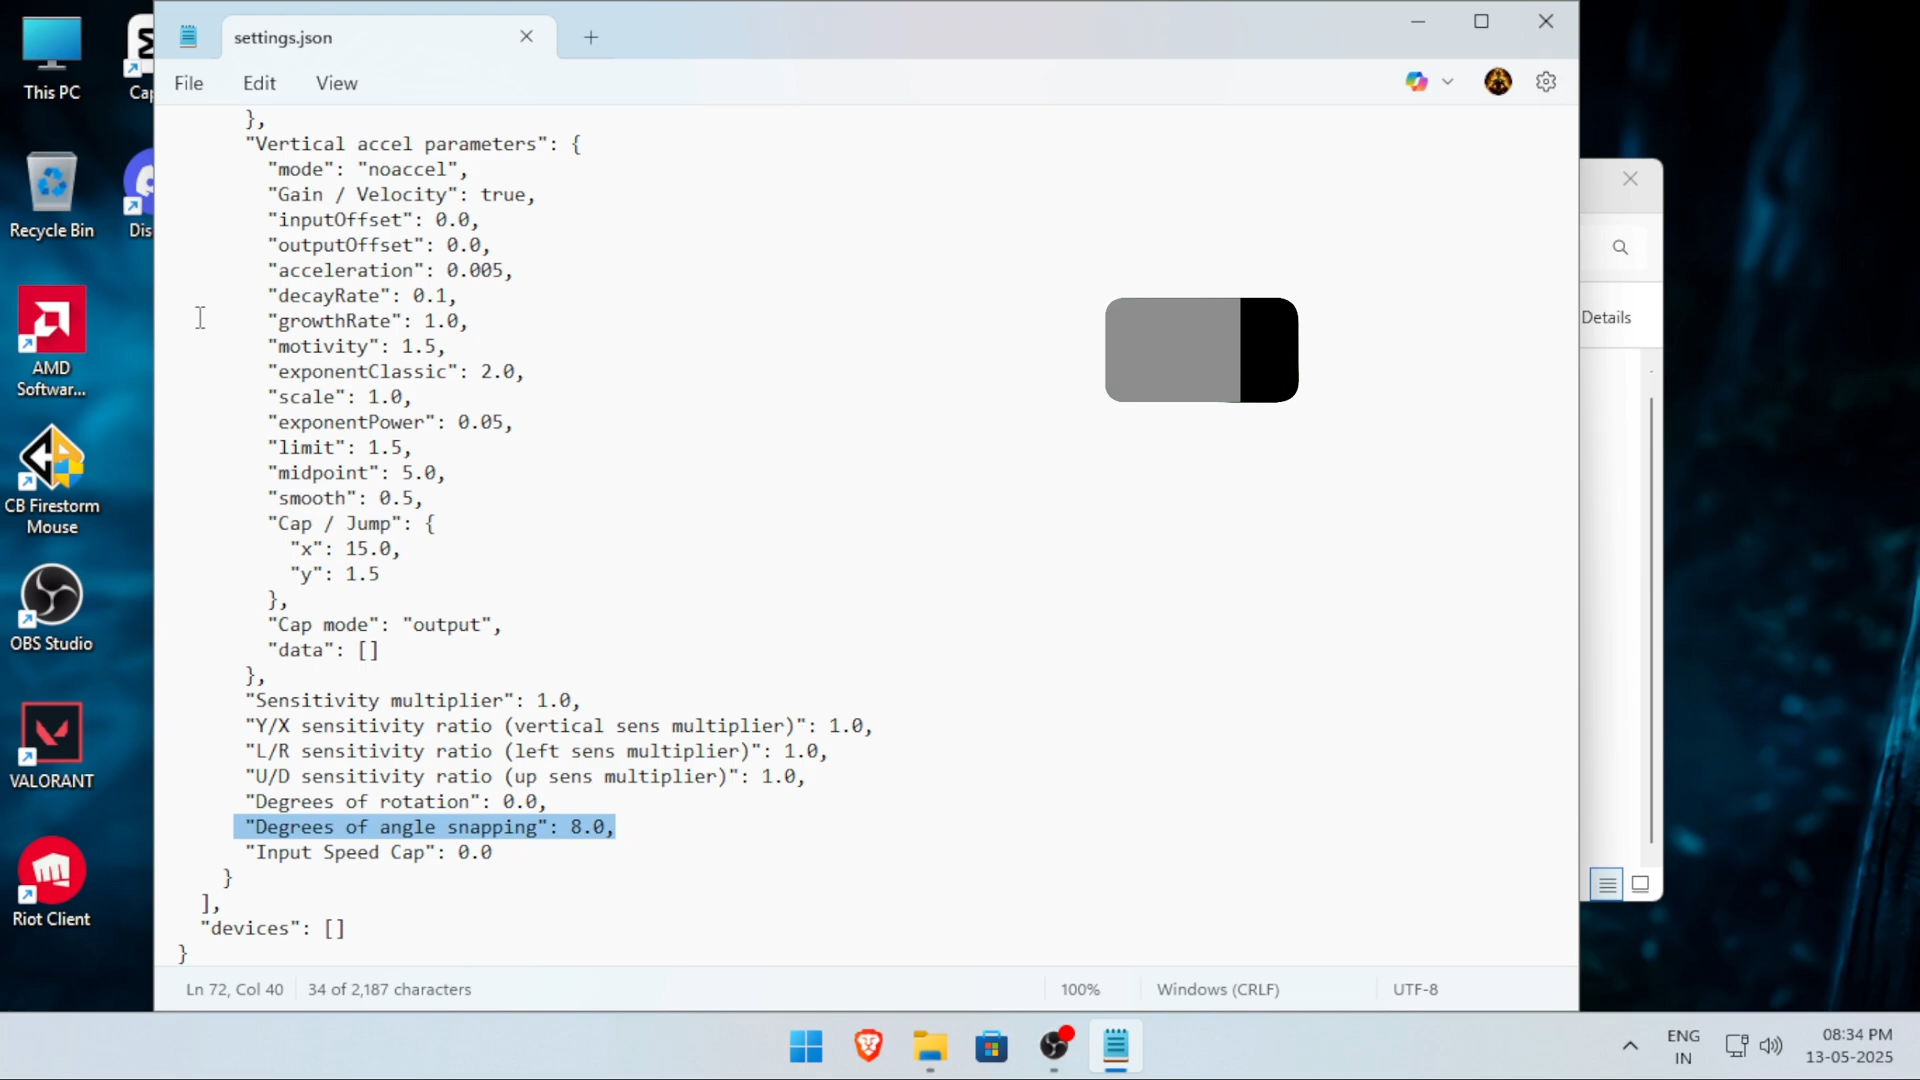 settings.json
File Edit View
},
"Vertical accel parameters": {
"mode": "noaccel",
"Gain / Velocity": true,
"inputOffset": 0.0,
"outputOffset": 0.0,
"acceleration": 0.005,
"decayRate": 0.1,
"growthRate": 1.0,
"motivity": 1.5,
"exponentClassic": 2.0,
"scale": 1.0,
"exponentPower": 0.05,
"limit": 1.5,
"midpoint": 5.0,
"smooth": 0.5,
"Cap / Jump": {
"x": 15.0,
"y": 1.5
},
"Cap mode": "output",
"data": []
},
"Sensitivity multiplier": 1.0,
"Y/X sensitivity ratio (vertical sens multiplier)": 1.0,
"L/R sensitivity ratio (left sens multiplier)": 1.0,
"U/D sensitivity ratio (up sens multiplier)": 1.0,
"Degrees of rotation": 0.0,
"Degrees of angle snapping": 8.0,
"Input Speed Cap": 0.0
}
],
"devices": []
}
Ln 72, Col 40 34 of 2,187 characters 100% Windows (CRLF) UTF-8
This PC
Cap
Recycle Bin
Dis
AMD
Softwar...
CB Firestorm
Mouse
OBS Studio
VALORANT
Riot Client
Details
ENG
IN
08:34 PM
13-05-2025